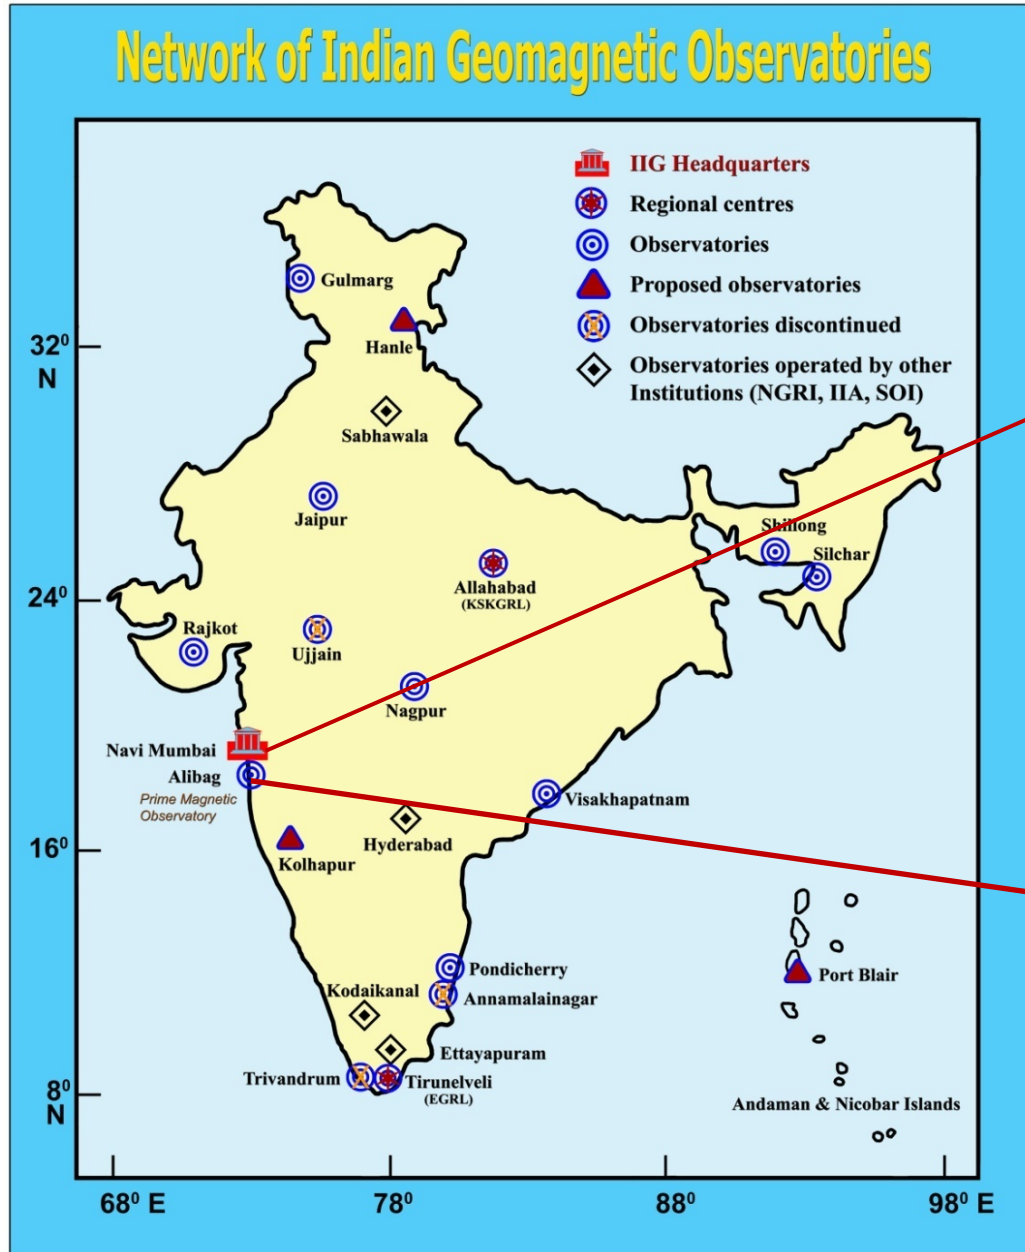 Network of Indian Geomagnetic Observatories
IIG Headquarters
Regional centres
Observatories
Proposed observatories
Observatories discontinued
Observatories operated by other
Institutions (NGRI, IIA, SOI)
Gulmarg
32⁰
N
Hanle
Sabhawala
Jaipur
Shillong
Silchar
Allahabad
(KSKGRL)
24⁰
Rajkot
Ujjain
Nagpur
Navi Mumbai
Alibag
Prime Magnetic
Observatory
Visakhapatnam
Hyderabad
16⁰
Kolhapur
Pondicherry
Port Blair
Kodaikanal
Annamalainagar
Ettayapuram
Trivandrum
Tirunelveli
(EGRL)
8⁰
N
Andaman & Nicobar Islands
68⁰ E
78⁰
88⁰
98⁰ E